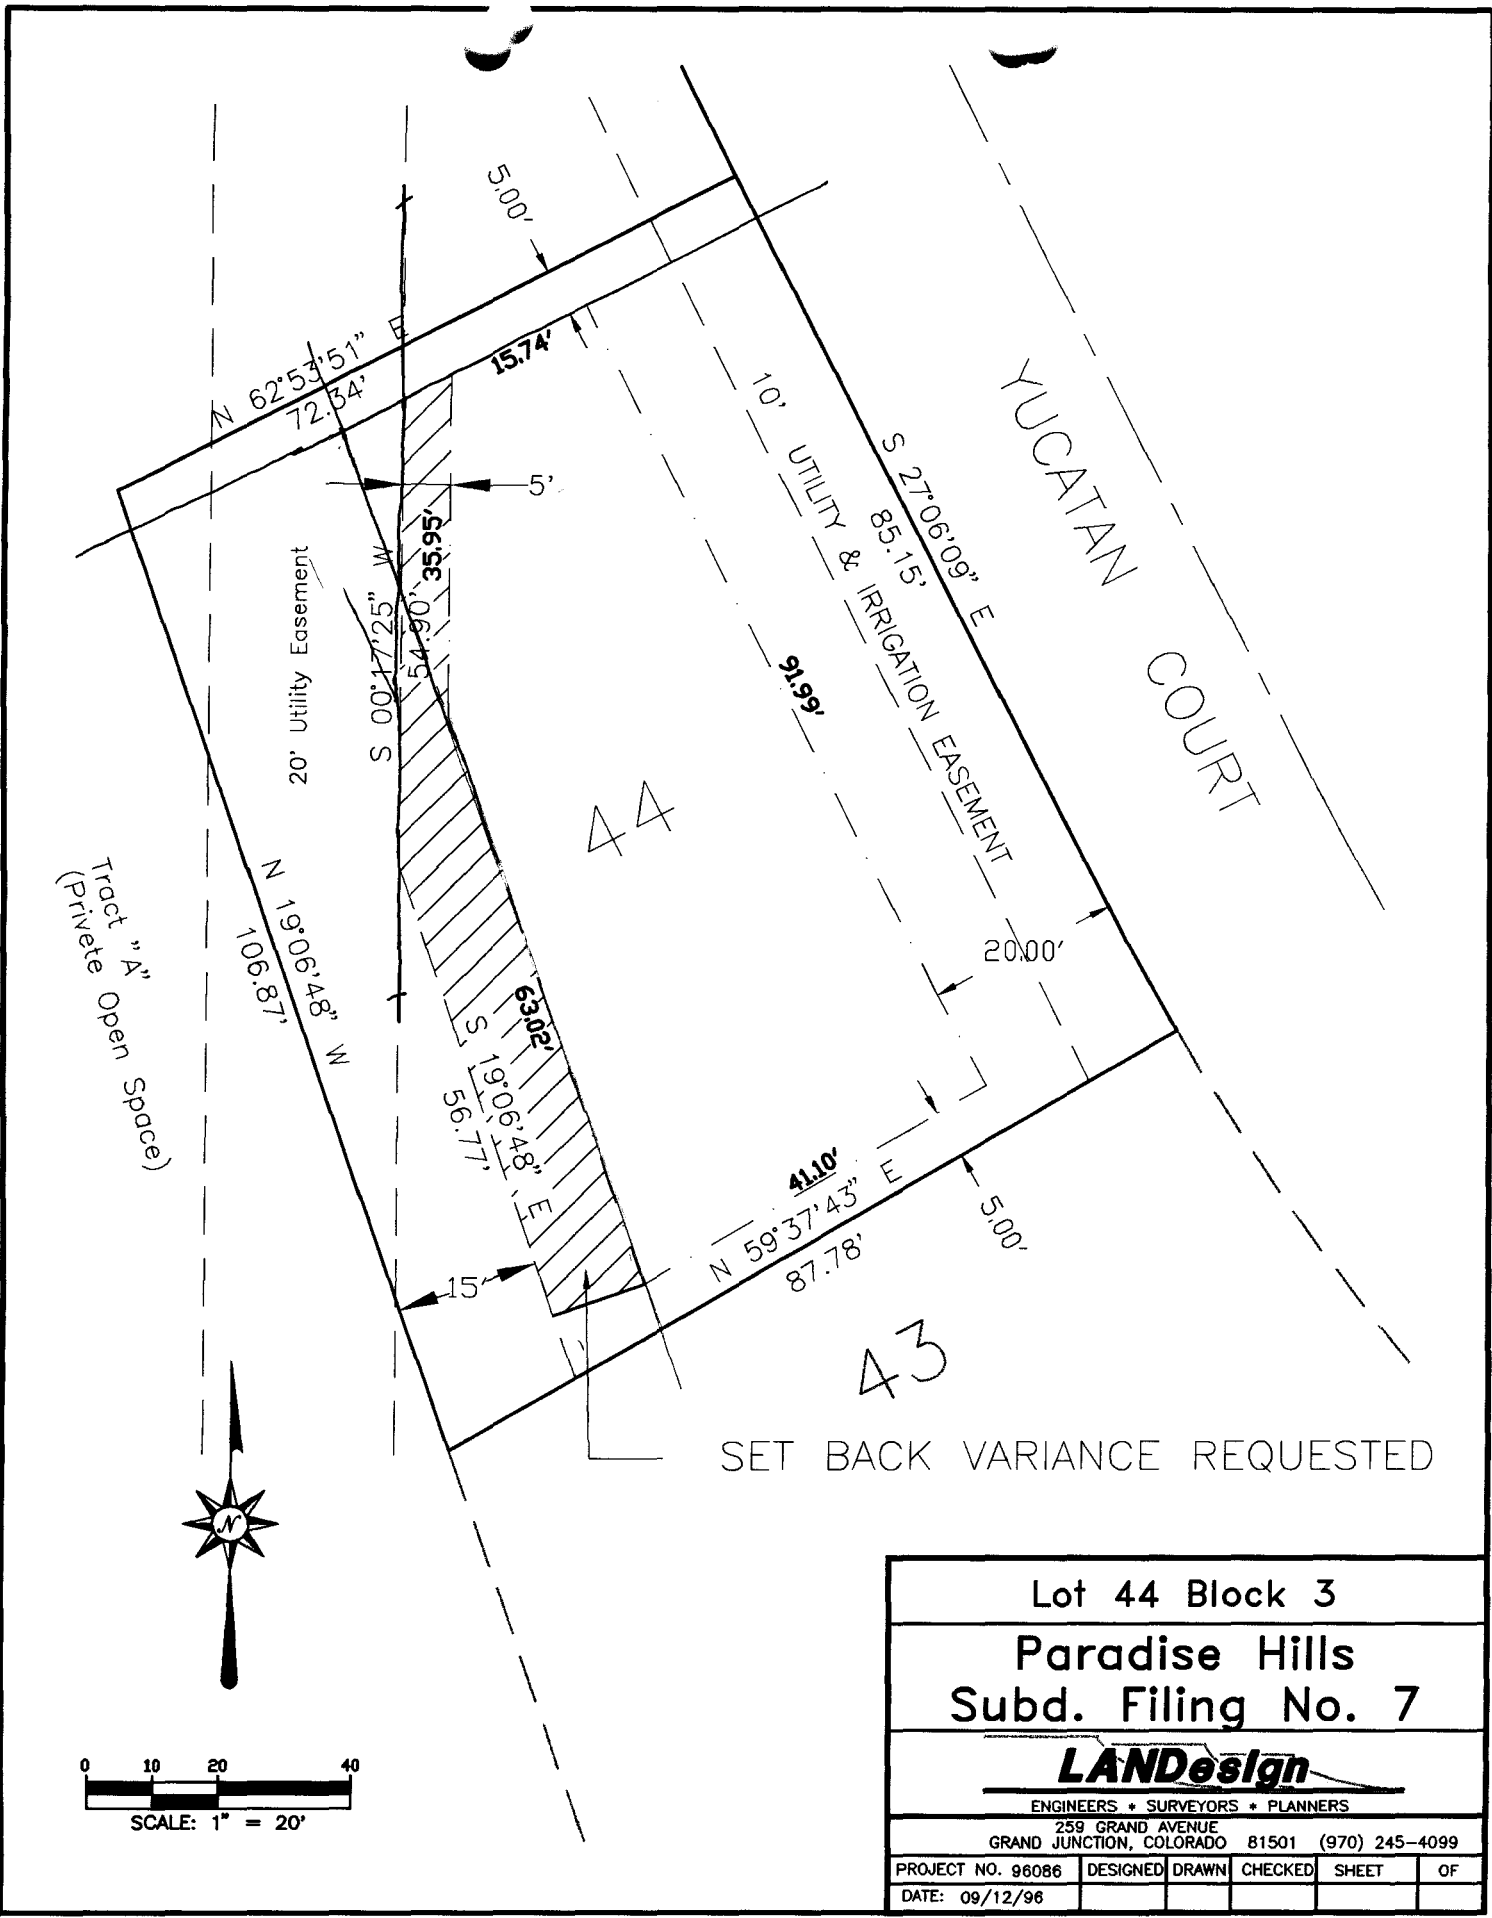 5.00'
N 62°53'51" E
72.34'
15.74'
5'
35.95'
S 00°17'25" W
54.90'
20' Utility Easement
10' UTILITY & IRRIGATION EASEMENT
S 27°06'09" E
85.15'
YUCATAN COURT
91.99'
44
20.00'
Tract "A"
(Privete Open Space)
N 19°06'48" W
106.87'
63.02'
S 19°06'48" E
56.77'
15'
41.10'
N 59°37'43" E
87.78'
5.00'
43
SET BACK VARIANCE REQUESTED
N
0 10 20 40
SCALE: 1" = 20'
Lot 44 Block 3
Paradise Hills
Subd. Filing No. 7
LANDesign
ENGINEERS * SURVEYORS * PLANNERS
259 GRAND AVENUE
GRAND JUNCTION, COLORADO 81501 (970) 245-4099
PROJECT NO. 96086 DESIGNED DRAWN CHECKED SHEET OF
DATE: 09/12/96